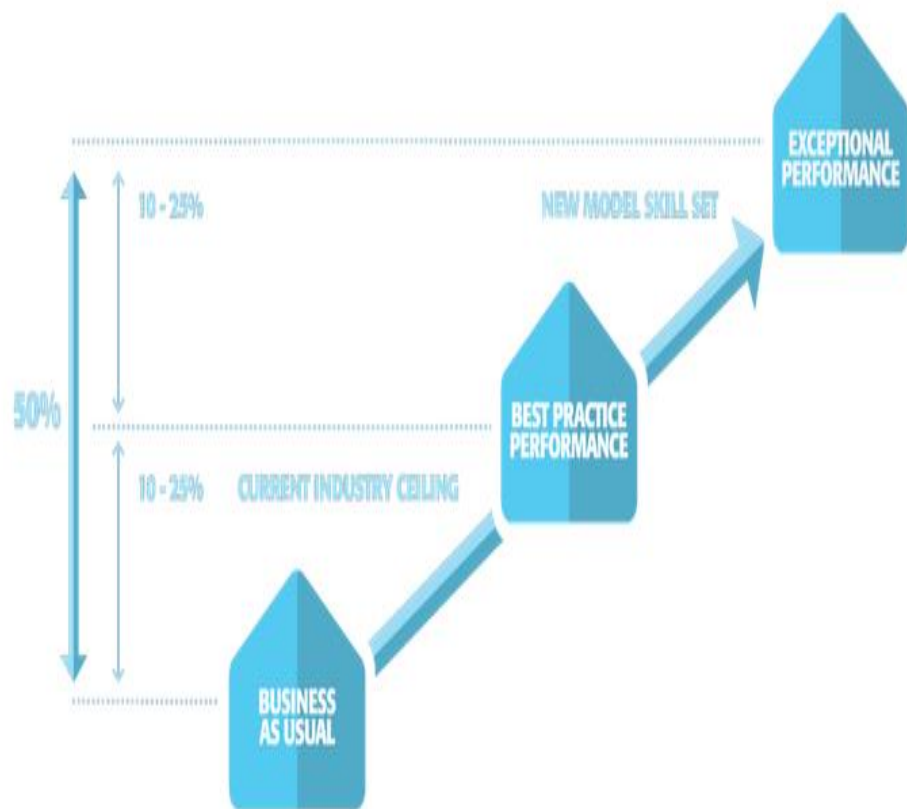 EXCEPTIONAL
PERFORMANCE
10 - 25%
NEW MODEL SKILL SET
50%
BEST PRACTICE
PERFORMANCE
10 - 25%
CURRENT INDUSTRY CEILING
BUSINESS
AS USUAL